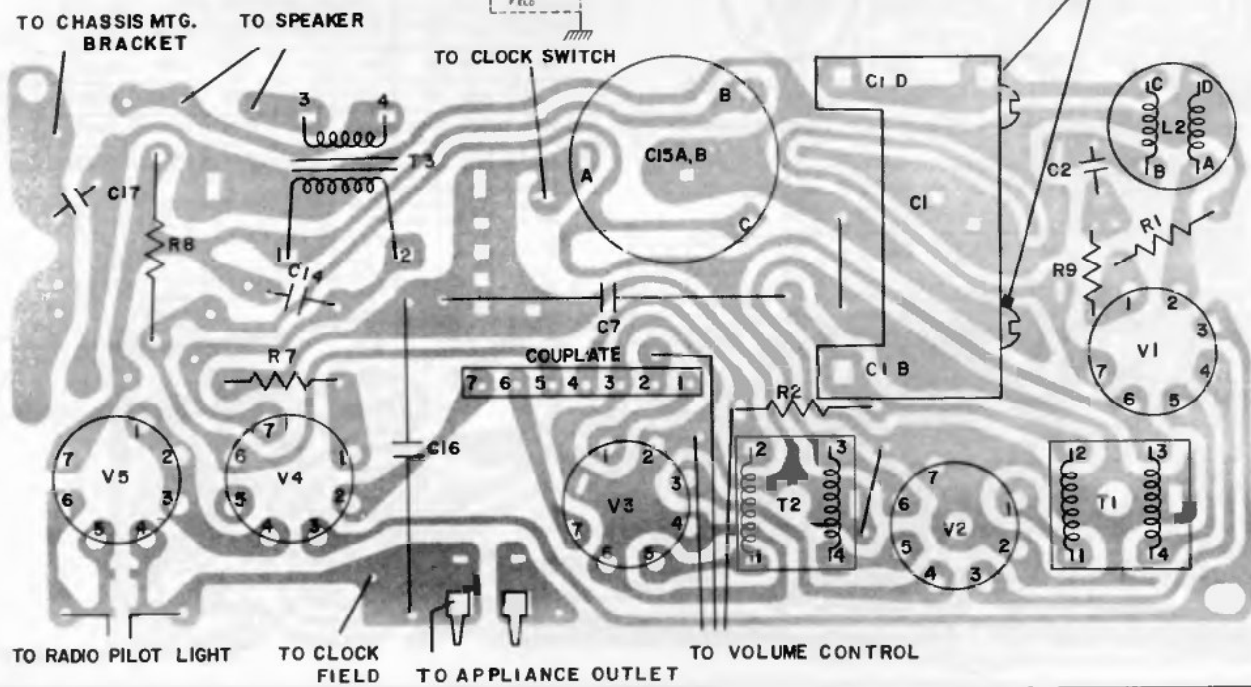 FIELD
TO CHASSIS MTG.
BRACKET
TO SPEAKER
TO CLOCK SWITCH
3 4
T3
1 2
C17
R8
C14
C15A,B
A
B
C
C1 D
C1
C1 B
C D
L2
B A
C2
R1
R9
C7
COUPLATE
7 6 5 4 3 2 1
R7
R2
C16
1 2 3 4 5 6 7
V1
7 1 2 3 4 5 6
V5
7 1 2 3 4 5 6
V4
1 2 3 4 5 6 7
V3
2 3
T2
1 4
7 1 2 3 4 5 6
V2
2 3
T1
1 4
TO RADIO PILOT LIGHT
TO CLOCK
FIELD
TO APPLIANCE OUTLET
TO VOLUME CONTROL